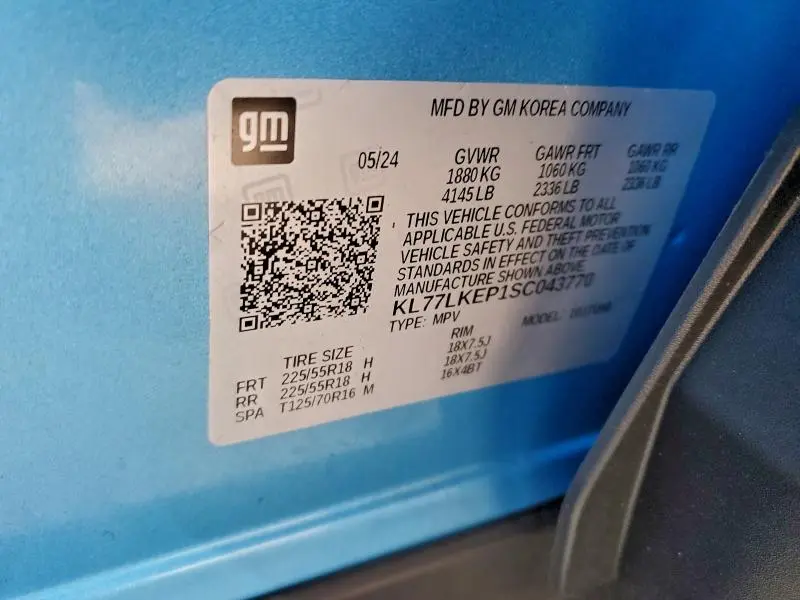 gm
MFD BY GM KOREA COMPANY
05/24 GVWR GAWR FRT GAWR RR
1880 KG 1060 KG 1060 KG
4145 LB 2336 LB 2336 LB
THIS VEHICLE CONFORMS TO ALL
APPLICABLE U.S. FEDERAL MOTOR
VEHICLE SAFETY AND THEFT PREVENTION
STANDARDS IN EFFECT ON THE DATE OF
MANUFACTURE SHOWN ABOVE
KL77LKEP1SC043770
TYPE: MPV MODEL:
TIRE SIZE RIM
FRT 225/55R18 H 18X7.5J
RR 225/55R18 H 18X7.5J
SPA T125/70R16 M 16X4BT